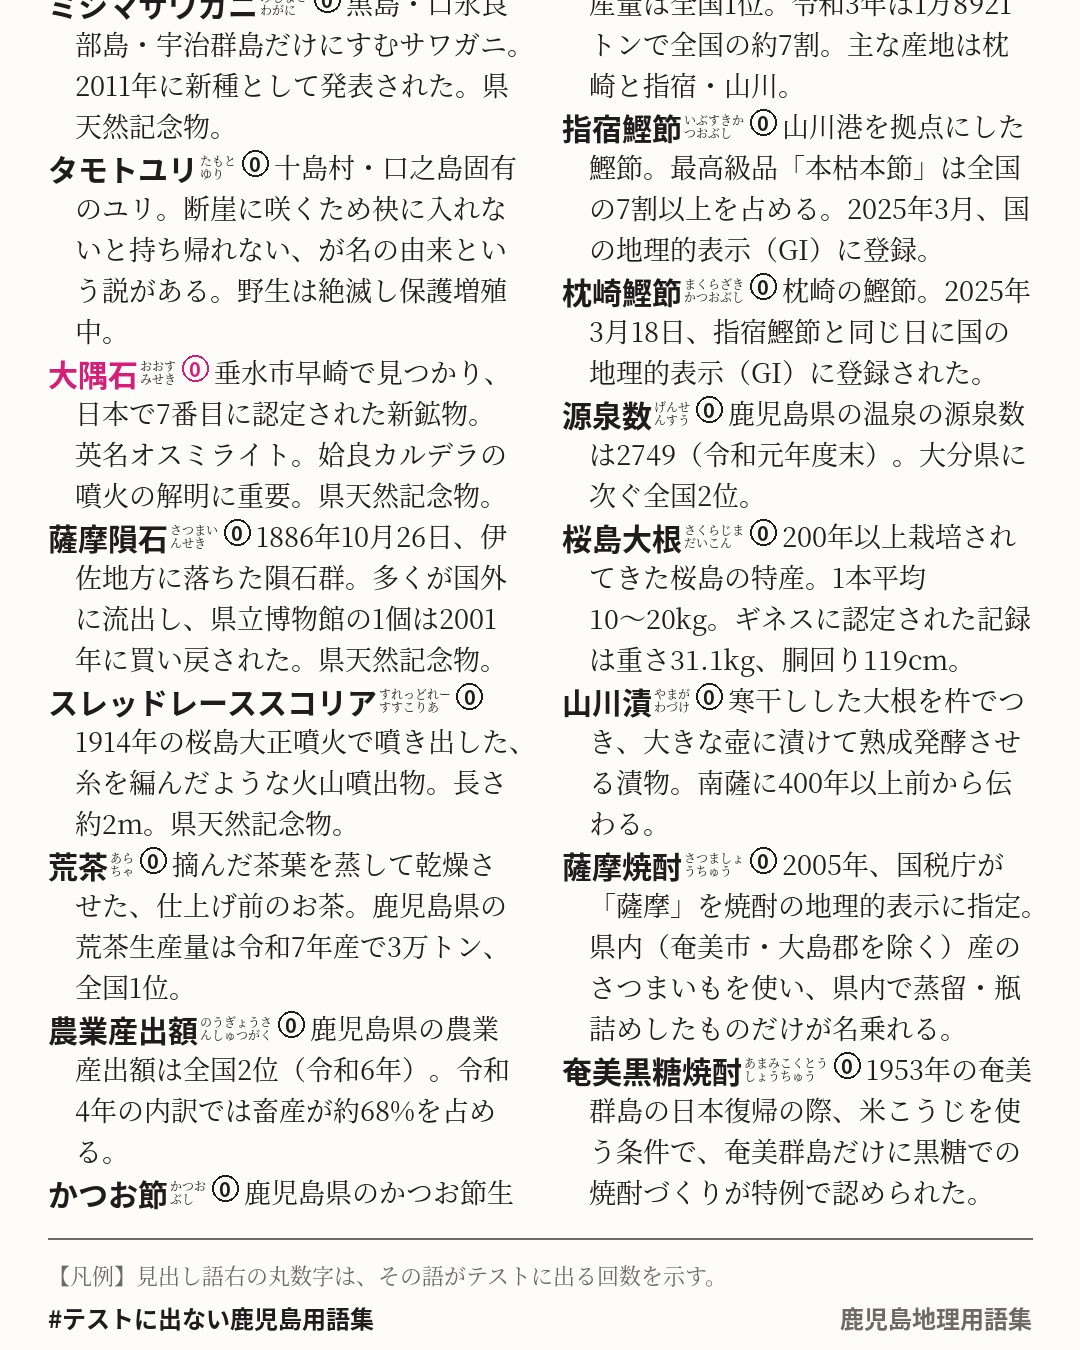 ミシマサワガニ わがに 0 黒島・口永良
部島・宇治群島だけにすむサワガニ。
2011年に新種として発表された。県
天然記念物。
タモトユリ たもとゆり 0 十島村・口之島固有
のユリ。断崖に咲くため袂に入れな
いと持ち帰れない、が名の由来とい
う説がある。野生は絶滅し保護増殖
中。
大隅石 おおすみせき 0 垂水市早崎で見つかり、
日本で7番目に認定された新鉱物。
英名オスミライト。姶良カルデラの
噴火の解明に重要。県天然記念物。
薩摩隕石 さつまいんせき 0 1886年10月26日、伊
佐地方に落ちた隕石群。多くが国外
に流出し、県立博物館の1個は2001
年に買い戻された。県天然記念物。
スレッドレーススコリア すれっどれーすすこりあ 0
1914年の桜島大正噴火で噴き出した、
糸を編んだような火山噴出物。長さ
約2m。県天然記念物。
荒茶 あらちゃ 0 摘んだ茶葉を蒸して乾燥さ
せた、仕上げ前のお茶。鹿児島県の
荒茶生産量は令和7年産で3万トン、
全国1位。
農業産出額 のうぎょうさんしゅつがく 0 鹿児島県の農業
産出額は全国2位（令和6年）。令和
4年の内訳では畜産が約68%を占め
る。
かつお節 かつおぶし 0 鹿児島県のかつお節生
産量は全国1位。令和3年は1万8921
トンで全国の約7割。主な産地は枕
崎と指宿・山川。
指宿鰹節 いぶすきかつおぶし 0 山川港を拠点にした
鰹節。最高級品「本枯本節」は全国
の7割以上を占める。2025年3月、国
の地理的表示（GI）に登録。
枕崎鰹節 まくらざきかつおぶし 0 枕崎の鰹節。2025年
3月18日、指宿鰹節と同じ日に国の
地理的表示（GI）に登録された。
源泉数 げんせんすう 0 鹿児島県の温泉の源泉数
は2749（令和元年度末）。大分県に
次ぐ全国2位。
桜島大根 さくらじまだいこん 0 200年以上栽培され
てきた桜島の特産。1本平均
10〜20kg。ギネスに認定された記録
は重さ31.1kg、胴回り119cm。
山川漬 やまがわづけ 0 寒干しした大根を杵でつ
き、大きな壺に漬けて熟成発酵させ
る漬物。南薩に400年以上前から伝
わる。
薩摩焼酎 さつましょうちゅう 0 2005年、国税庁が
「薩摩」を焼酎の地理的表示に指定。
県内（奄美市・大島郡を除く）産の
さつまいもを使い、県内で蒸留・瓶
詰めしたものだけが名乗れる。
奄美黒糖焼酎 あまみこくとうしょうちゅう 0 1953年の奄美
群島の日本復帰の際、米こうじを使
う条件で、奄美群島だけに黒糖での
焼酎づくりが特例で認められた。
【凡例】見出し語右の丸数字は、その語がテストに出る回数を示す。
#テストに出ない鹿児島用語集
鹿児島地理用語集